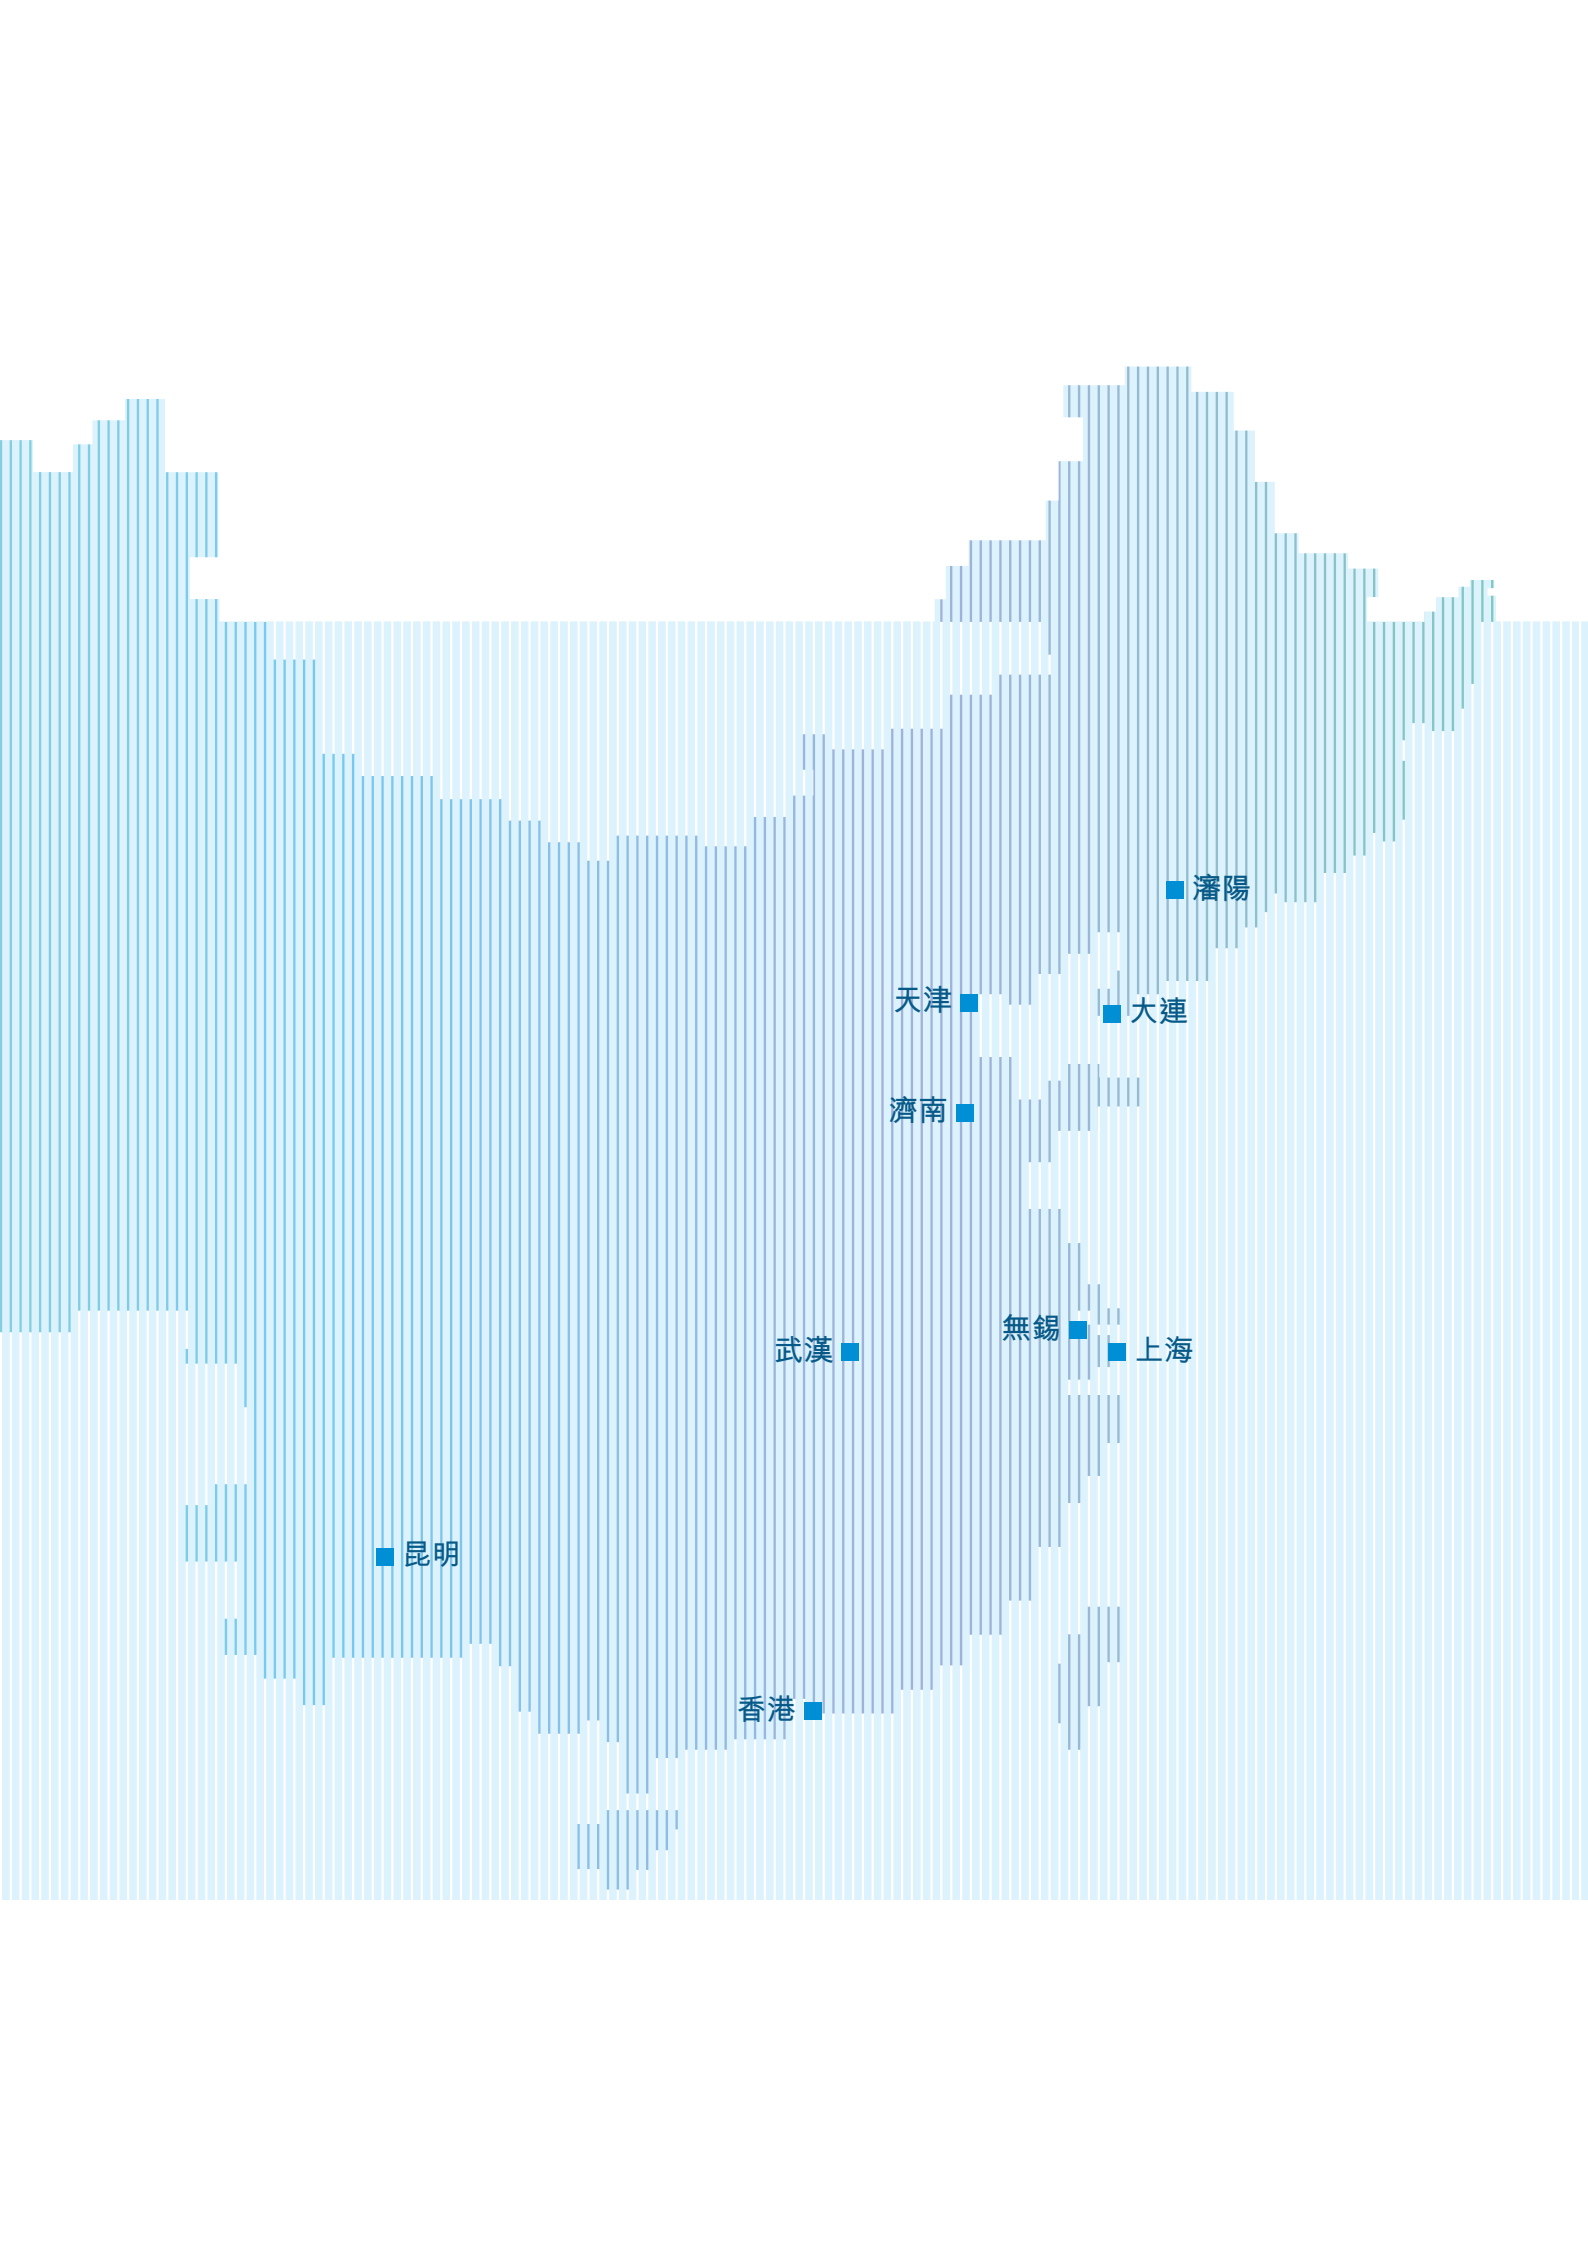 瀋陽
天津
大連
濟南
無錫
武漢
上海
昆明
香港